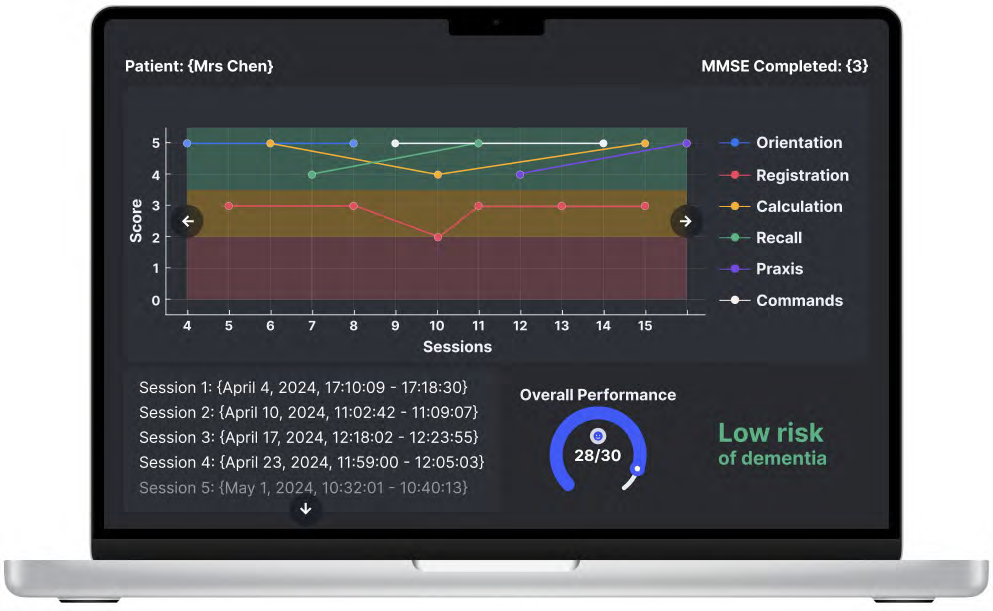 Patient: {Mrs Chen}
MMSE Completed: {3}
Score
5
4
3
2
1
0
4 5 6 7 8 9 10 11 12 13 14 15
Sessions
Orientation
Registration
Calculation
Recall
Praxis
Commands
Session 1: {April 4, 2024, 17:10:09 - 17:18:30}
Session 2: {April 10, 2024, 11:02:42 - 11:09:07}
Session 3: {April 17, 2024, 12:18:02 - 12:23:55}
Session 4: {April 23, 2024, 11:59:00 - 12:05:03}
Session 5: {May 1, 2024, 10:32:01 - 10:40:13}
Overall Performance
28/30
Low risk
of dementia